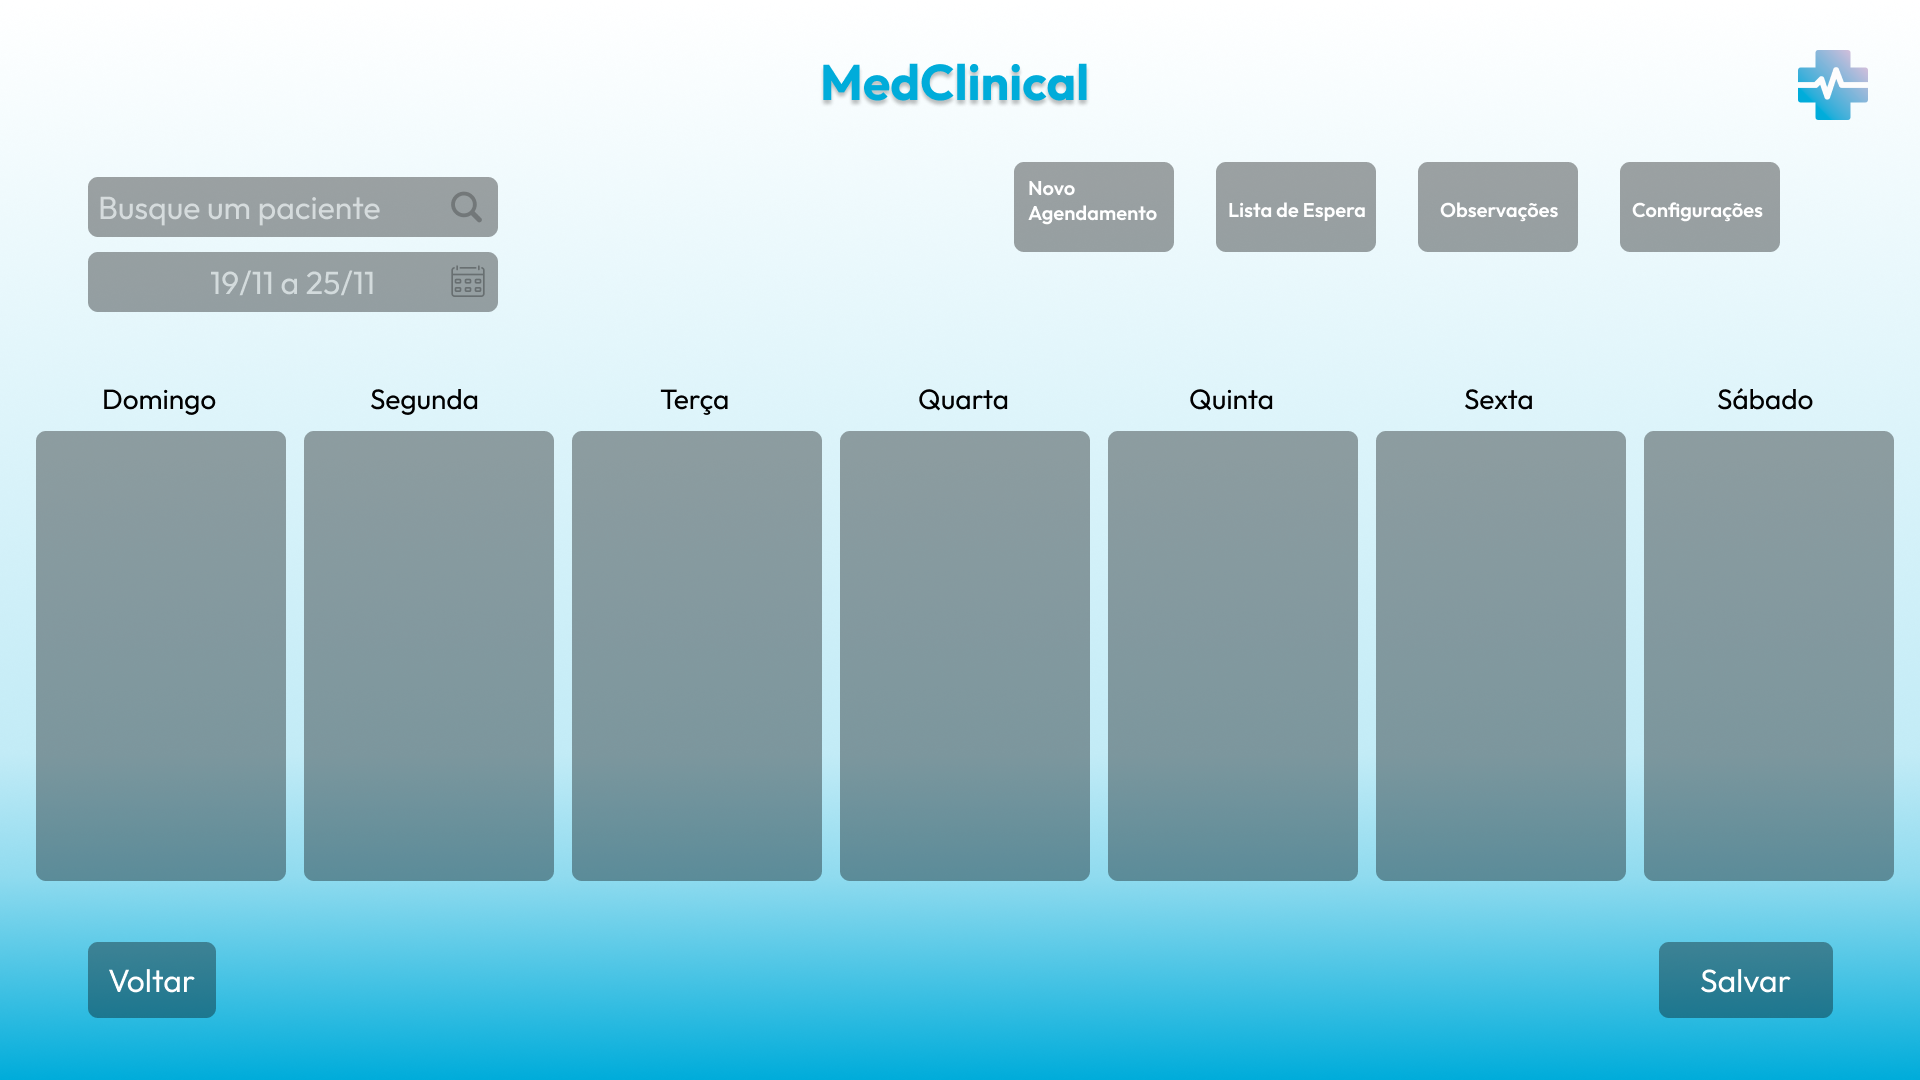 MedClinical
Busque um paciente
19/11 a 25/11
Novo
Agendamento
Lista de Espera
Observações
Configurações
Domingo
Segunda
Terça
Quarta
Quinta
Sexta
Sábado
Voltar
Salvar